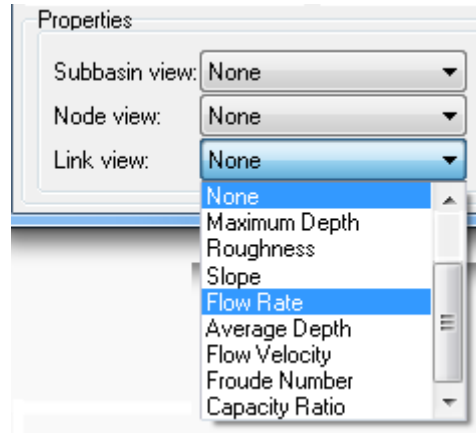 Properties
Subbasin view: None
Node view: None
Link view: None
None
Maximum Depth
Roughness
Slope
Flow Rate
Average Depth
Flow Velocity
Froude Number
Capacity Ratio